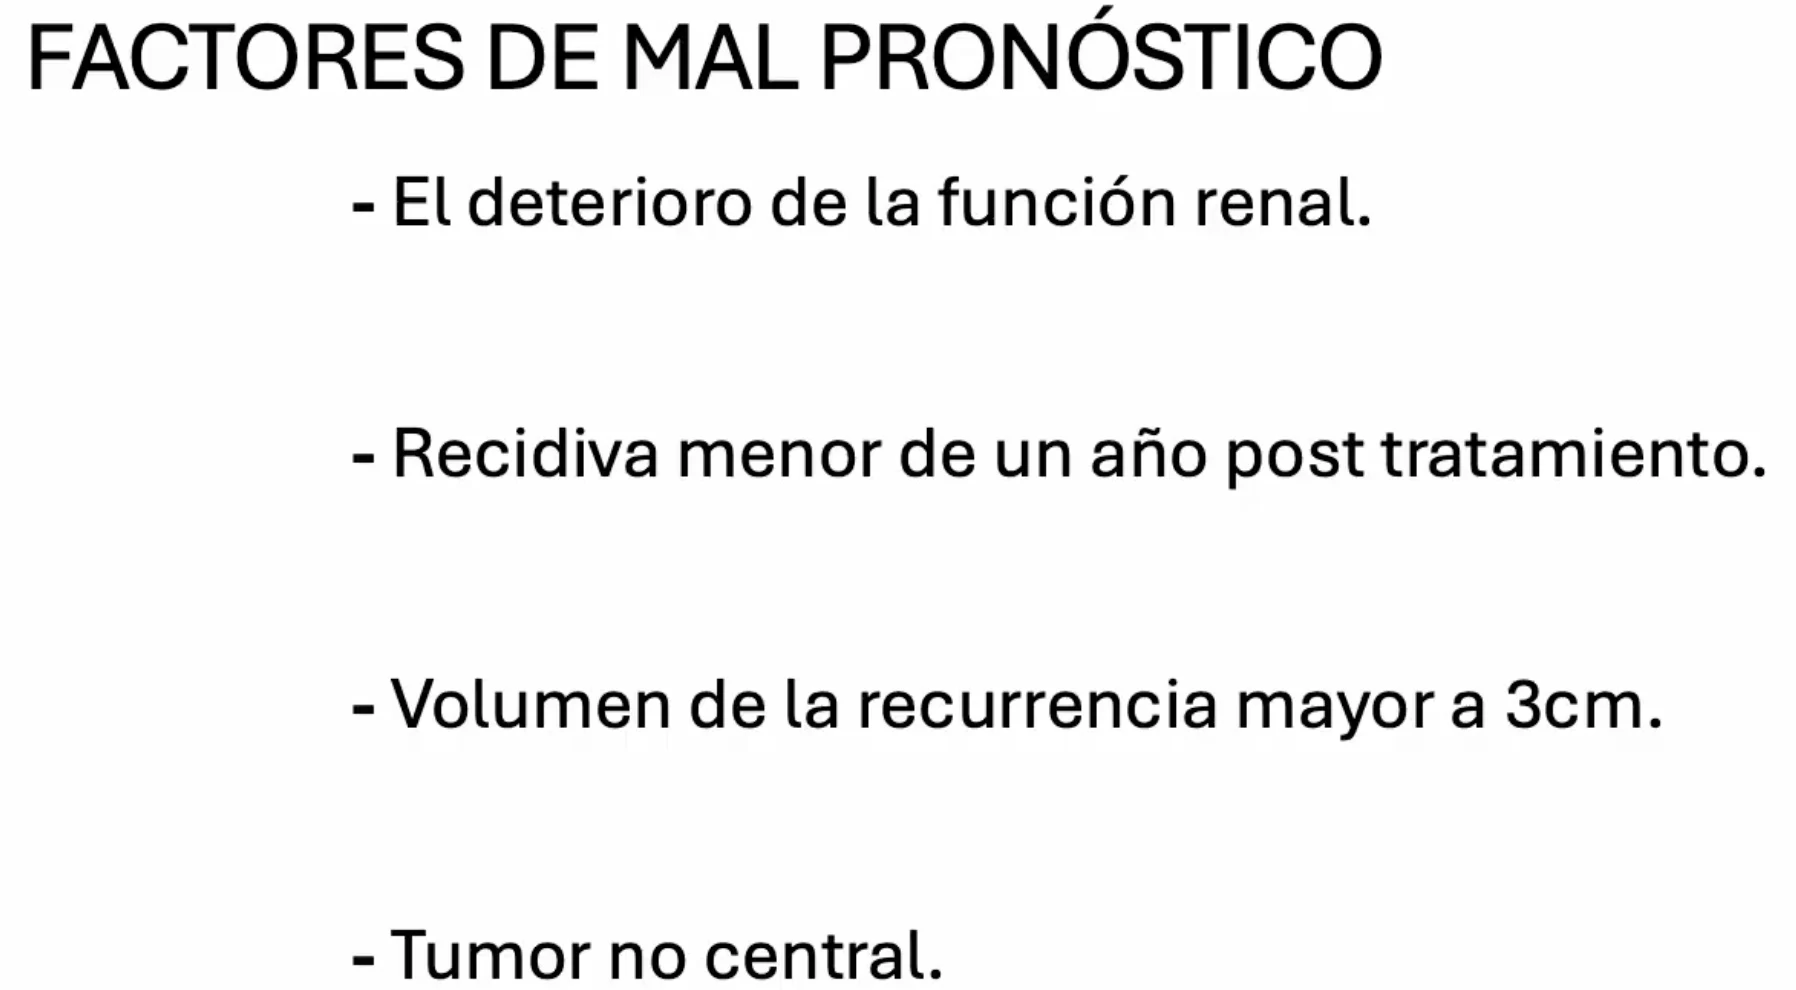 FACTORES DE MAL PRONÓSTICO
- El deterioro de la función renal.
- Recidiva menor de un año post tratamiento.
- Volumen de la recurrencia mayor a 3cm.
- Tumor no central.